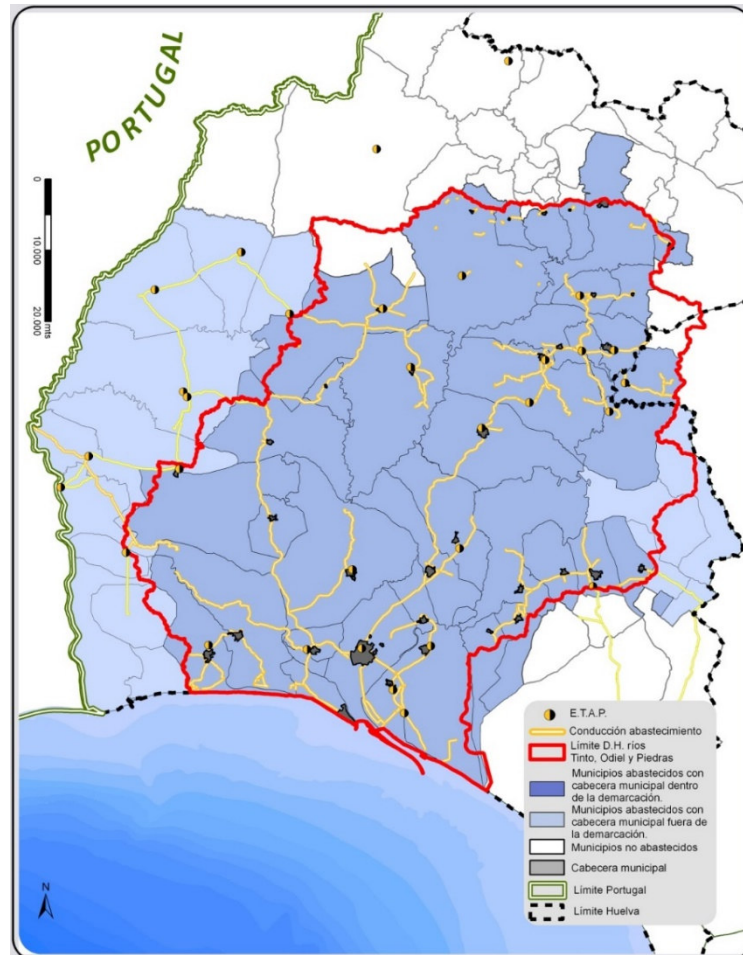 PORTUGAL
0
10.000
20.000
mts
E.T.A.P.
Conducción abastecimiento
Límite D.H. ríos
Tinto, Odiel y Piedras
Municipios abastecidos con
cabecera municipal dentro
de la demarcación.
Municipios abastecidos con
cabecera municipal fuera de
la demarcación.
Municipios no abastecidos
Cabecera municipal
Límite Portugal
Límite Huelva
N